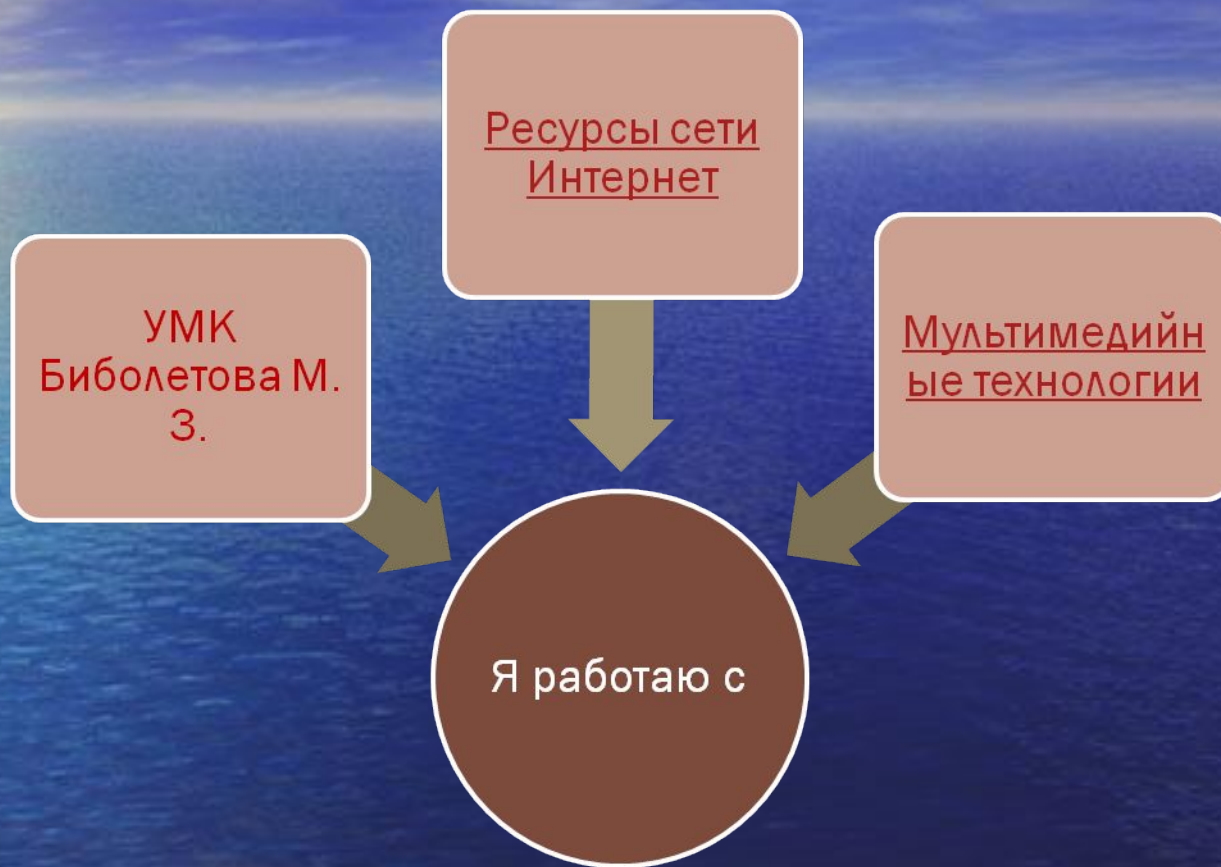 Ресурсы сети
Интернет
УМК
Биболетова М.
З.
Мультимедийн
ые технологии
Я работаю с